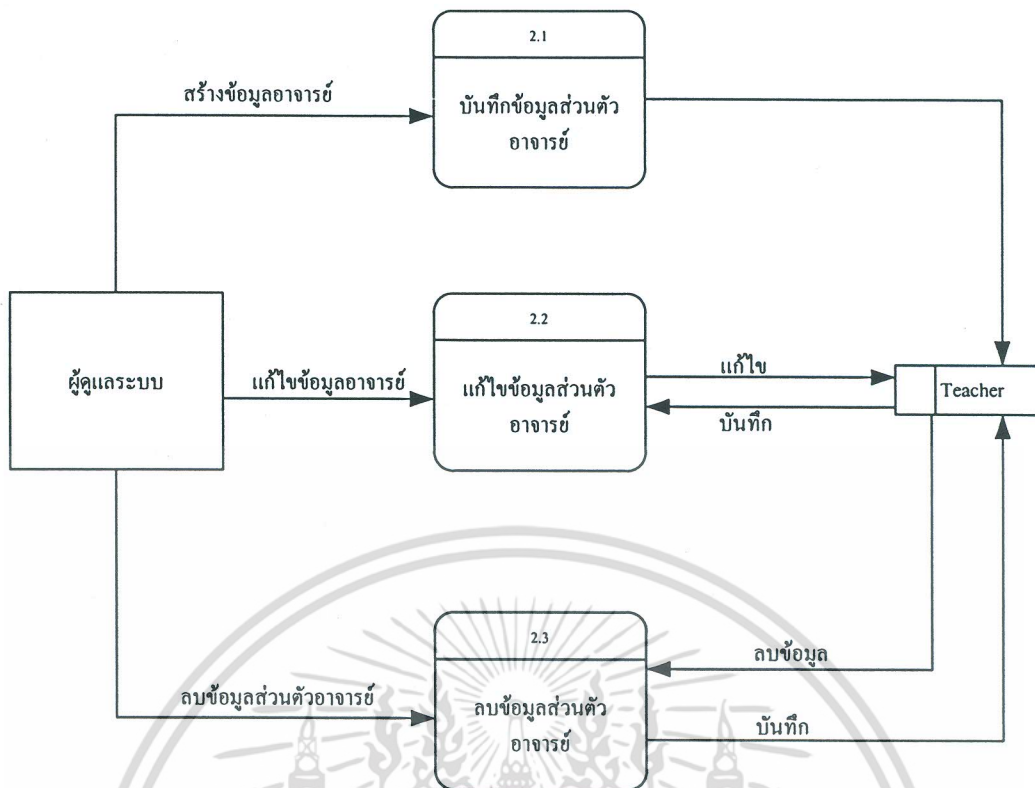 2.1
สร้างข้อมูลอาจารย์
บันทึกข้อมูลส่วนตัว
อาจารย์
2.2
ผู้ดูแลระบบ
แก้ไขข้อมูลอาจารย์
แก้ไขข้อมูลส่วนตัว
อาจารย์
แก้ไข
บันทึก
Teacher
2.3
ลบข้อมูล
ลบข้อมูลส่วนตัวอาจารย์
ลบข้อมูลส่วนตัว
อาจารย์
บันทึก